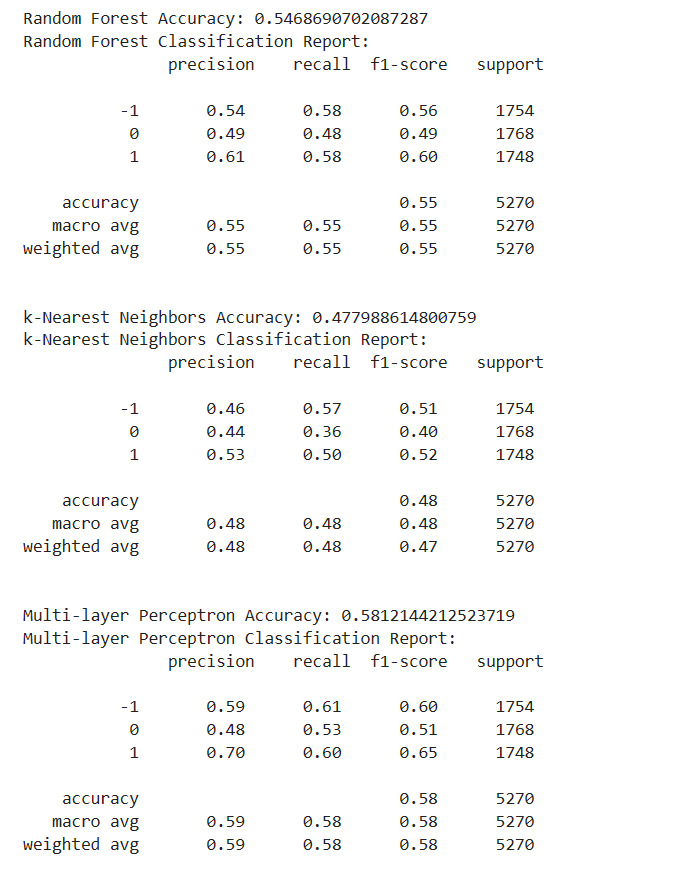 Random Forest Accuracy: 0.5468690702087287
Random Forest Classification Report:
precision recall f1-score support
-1 0.54 0.58 0.56 1754
0 0.49 0.48 0.49 1768
1 0.61 0.58 0.60 1748
accuracy 0.55 5270
macro avg 0.55 0.55 0.55 5270
weighted avg 0.55 0.55 0.55 5270
k-Nearest Neighbors Accuracy: 0.477988614800759
k-Nearest Neighbors Classification Report:
precision recall f1-score support
-1 0.46 0.57 0.51 1754
0 0.44 0.36 0.40 1768
1 0.53 0.50 0.52 1748
accuracy 0.48 5270
macro avg 0.48 0.48 0.48 5270
weighted avg 0.48 0.48 0.47 5270
Multi-layer Perceptron Accuracy: 0.5812144212523719
Multi-layer Perceptron Classification Report:
precision recall f1-score support
-1 0.59 0.61 0.60 1754
0 0.48 0.53 0.51 1768
1 0.70 0.60 0.65 1748
accuracy 0.58 5270
macro avg 0.59 0.58 0.58 5270
weighted avg 0.59 0.58 0.58 5270